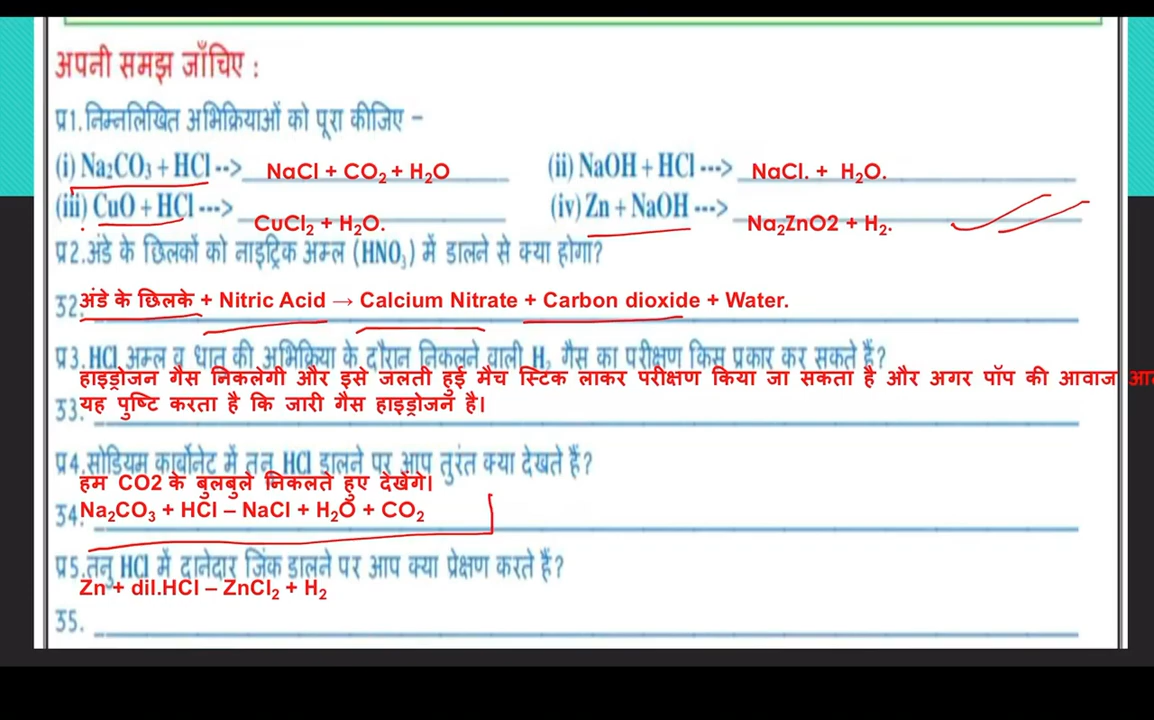 अपनी समझ जाँचिए :
प्र1.निम्नलिखित अभिक्रियाओं को पूरा कीजिए -
(i) Na₂CO₃ + HCl --> NaCl + CO₂ + H₂O (ii) NaOH + HCl ---> NaCl. + H₂O.
(iii) CuO + HCl ---> CuCl₂ + H₂O. (iv) Zn + NaOH ---> Na₂ZnO2 + H₂.
प्र2.अंडे के छिलकों को नाइट्रिक अम्ल (HNO₃) में डालने से क्या होगा?
उ2. अंडे के छिलके + Nitric Acid → Calcium Nitrate + Carbon dioxide + Water.
प्र3.HCl अम्ल व धातु की अभिक्रिया के दौरान निकलने वाली H₂ गैस का परीक्षण किस प्रकार कर सकते हैं?
हाइड्रोजन गैस निकलेगी और इसे जलती हुई मैच स्टिक लाकर परीक्षण किया जा सकता है और अगर पॉप की आवाज
उ3. यह पुष्टि करता है कि जारी गैस हाइड्रोजन है।
प्र4.सोडियम कार्बोनेट में तनु HCl डालने पर आप तुरंत क्या देखते हैं?
हम CO2 के बुलबुले निकलते हुए देखेंगे।
उ4. Na₂CO₃ + HCl – NaCl + H₂O + CO₂
प्र5.तनु HCl में दानेदार जिंक डालने पर आप क्या प्रेक्षण करते हैं?
Zn + dil.HCl – ZnCl₂ + H₂
उ5.